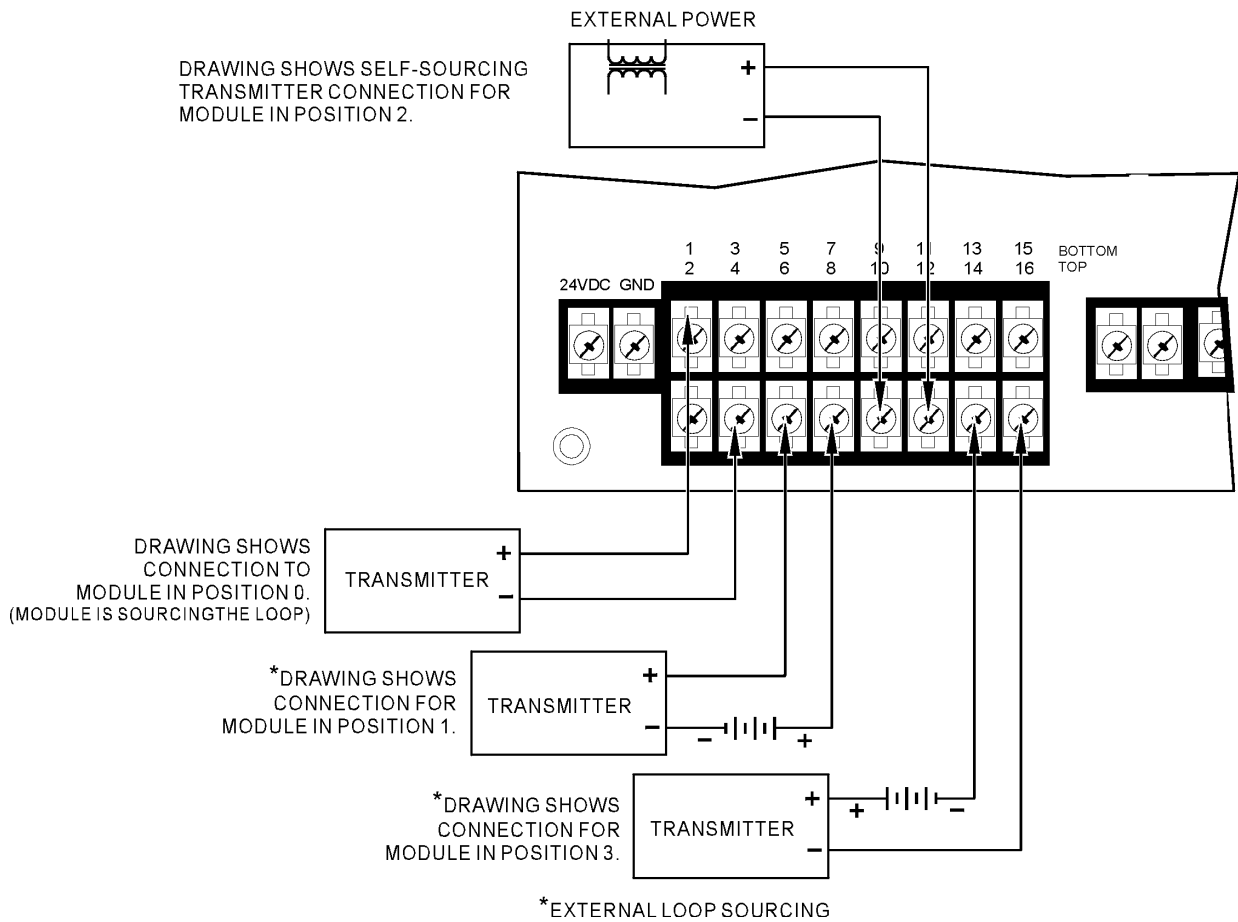 EXTERNAL POWER
DRAWING SHOWS SELF-SOURCING
TRANSMITTER CONNECTION FOR
MODULE IN POSITION 2.
+
−
1 3 5 7 9 11 13 15 BOTTOM
2 4 6 8 10 12 14 16 TOP
24VDC GND
DRAWING SHOWS
CONNECTION TO
MODULE IN POSITION 0.
(MODULE IS SOURCING THE LOOP)
TRANSMITTER
+
−
*DRAWING SHOWS
CONNECTION FOR
MODULE IN POSITION 1.
TRANSMITTER
+
−
− +
*DRAWING SHOWS
CONNECTION FOR
MODULE IN POSITION 3.
TRANSMITTER
+
−
+ −
*EXTERNAL LOOP SOURCING